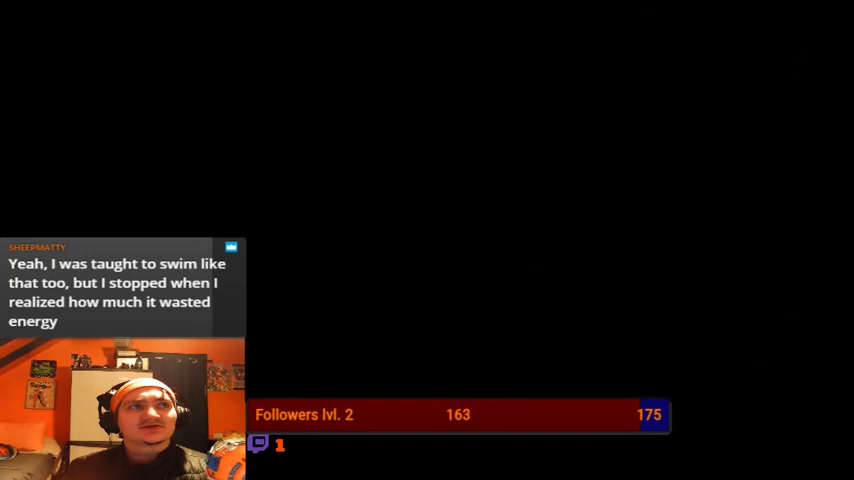 SHEEPMATTY
Yeah, I was taught to swim like
that too, but I stopped when I
realized how much it wasted
energy
Followers lvl. 2 163 175
1